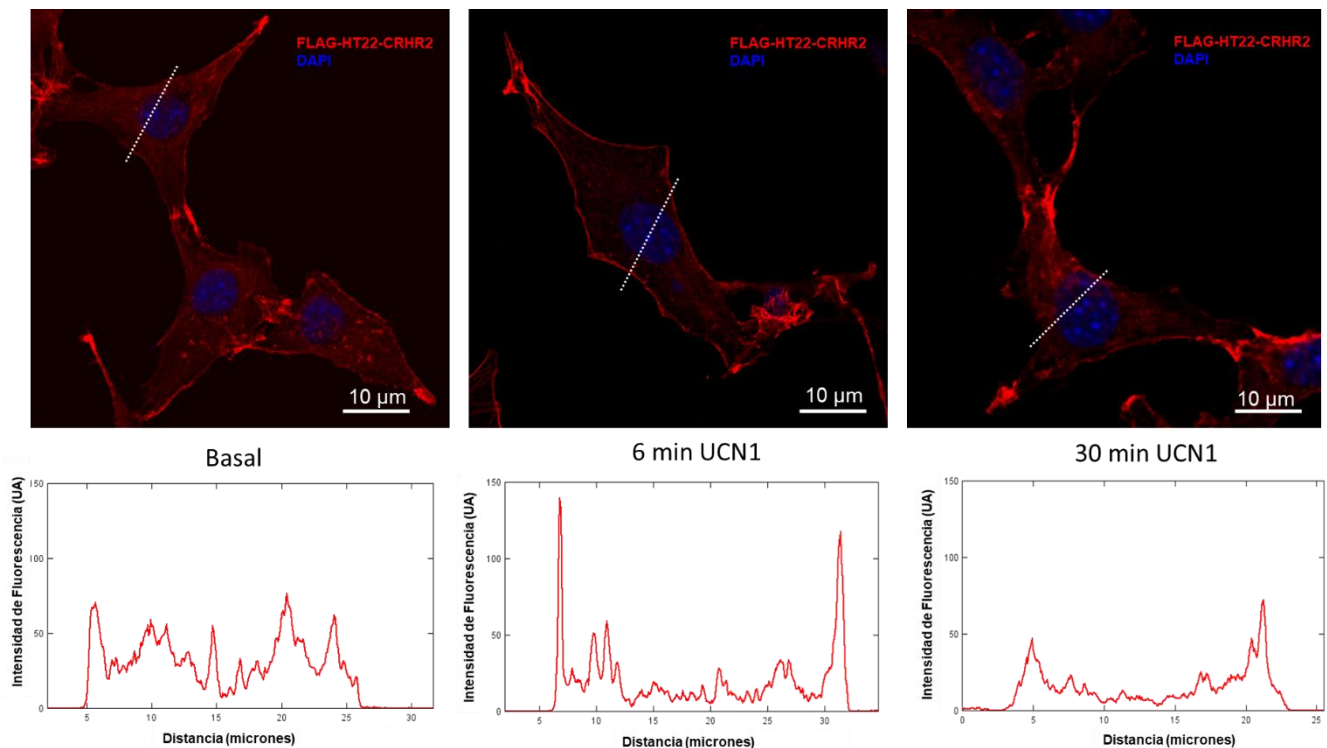 FLAG-HT22-CRHR2
DAPI
10 µm
FLAG-HT22-CRHR2
DAPI
10 µm
FLAG-HT22-CRHR2
DAPI
10 µm
Basal
6 min UCN1
30 min UCN1
Intensidad de Fluorescencia (UA)
150
100
50
0
5
10
15
20
25
30
Distancia (micrones)
Intensidad de Fluorescencia (UA)
150
100
50
0
5
10
15
20
25
30
Distancia (micrones)
Intensidad de Fluorescencia (UA)
150
100
50
0
0
5
10
15
20
25
Distancia (micrones)